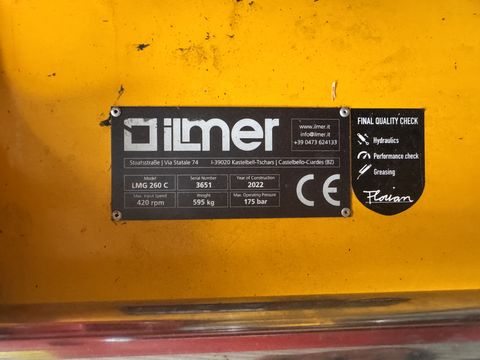 ilmer
www.ilmer.it
info@ilmer.it
+39 0473 624133
Staatsstraße | Via Statale 74
I-39020 Kastelbell-Tschars | Castelbello-Ciardes (BZ)
Model Serial Number Year of Construction
LMG 260 C 3651 2022
Max. Input Speed Weight Max. Operating Pressure
420 rpm 595 kg 175 bar
CE
FINAL QUALITY CHECK
Hydraulics
Performance check
Greasing
Florian